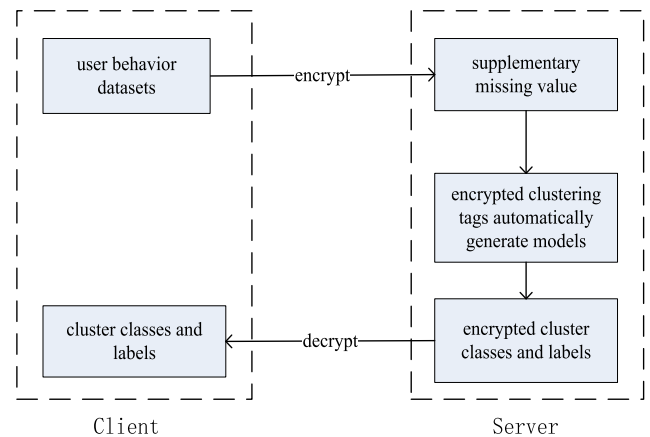 user behavior
datasets
encrypt
supplementary
missing value
encrypted clustering
tags automatically
generate models
cluster classes and
labels
decrypt
encrypted cluster
classes and labels
Client
Server